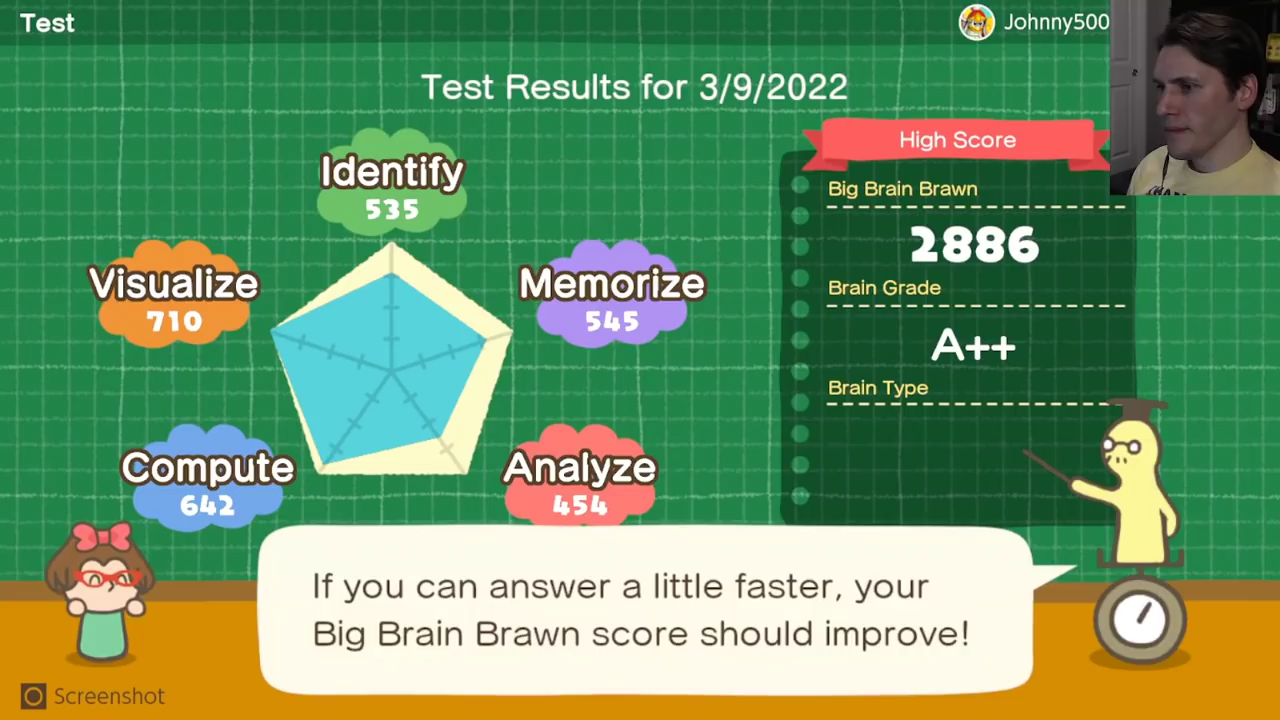 Test
Johnny500
Test Results for 3/9/2022
Identify
535
Visualize
710
Memorize
545
Compute
642
Analyze
454
High Score
Big Brain Brawn
2886
Brain Grade
A++
Brain Type
If you can answer a little faster, your
Big Brain Brawn score should improve!
Screenshot